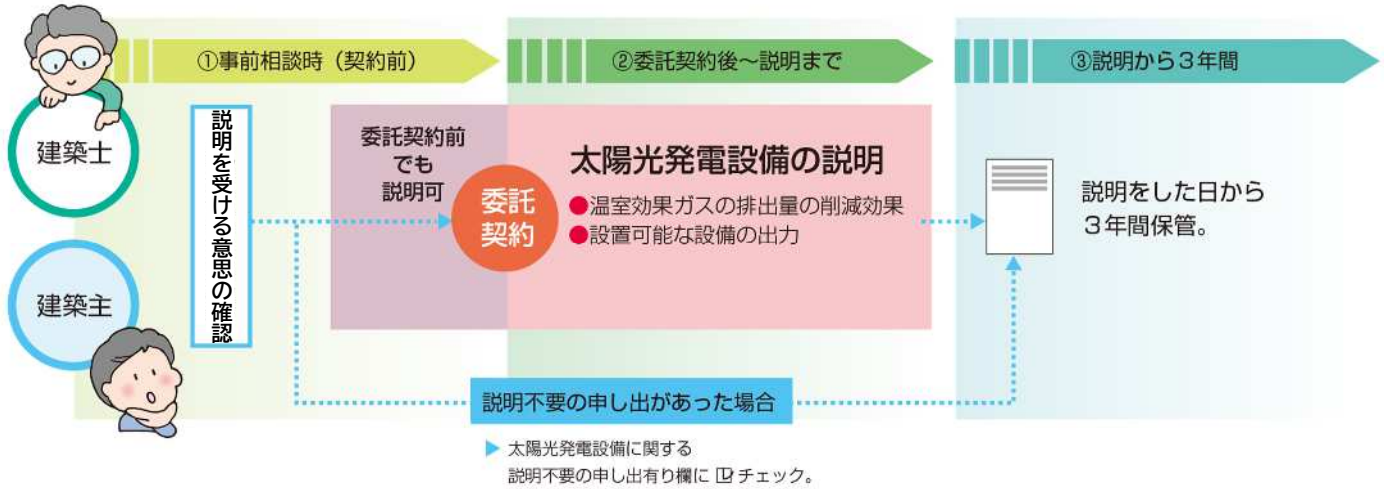 ①事前相談時（契約前）
②委託契約後～説明まで
③説明から３年間
建築士
建築主
説明を受ける意思の確認
委託契約前
でも
説明可
委託
契約
太陽光発電設備の説明
●温室効果ガスの排出量の削減効果
●設置可能な設備の出力
説明をした日から
３年間保管。
説明不要の申し出があった場合
▶ 太陽光発電設備に関する
説明不要の申し出有り欄に ☑ チェック。